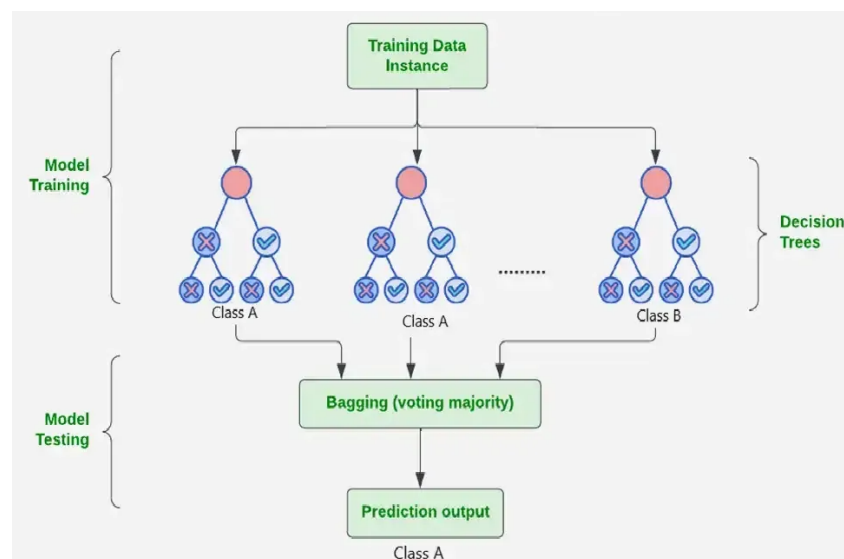 Training Data
Instance
Model
Training
Decision
Trees
Class A
Class A
Class B
Bagging (voting majority)
Model
Testing
Prediction output
Class A